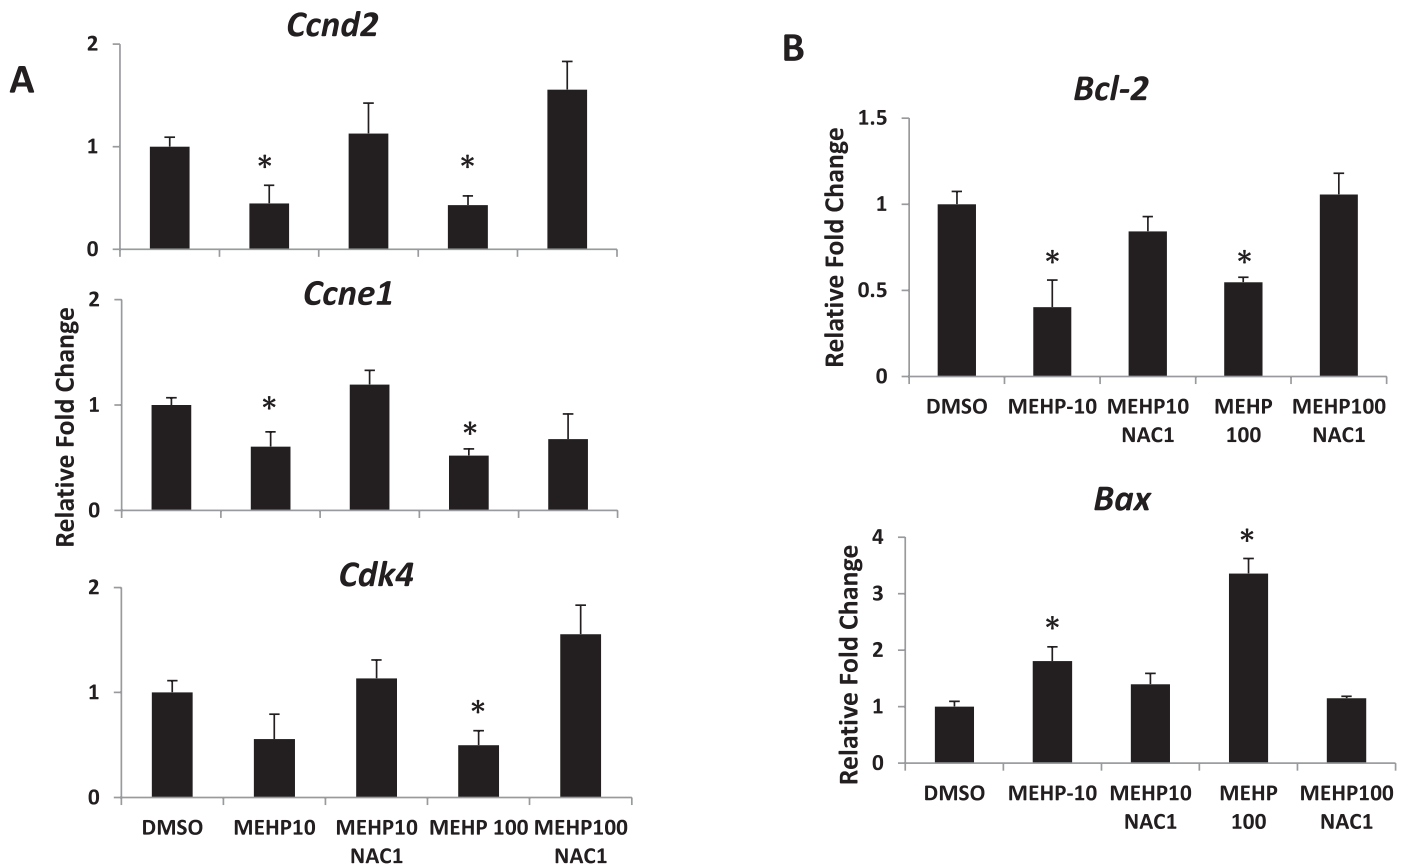 A
Ccnd2
2
1
0
*
*
Ccne1
2
1
0
*
*
Relative Fold Change
Cdk4
2
1
0
*
DMSO MEHP10 MEHP10 MEHP 100 MEHP100
NAC1 NAC1
B
Bcl-2
Relative Fold Change
1.5
1
0.5
0
*
*
DMSO MEHP-10 MEHP10 MEHP MEHP100
NAC1 100 NAC1
Bax
Relative Fold Change
4
3
2
1
0
*
*
DMSO MEHP-10 MEHP10 MEHP MEHP100
NAC1 100 NAC1